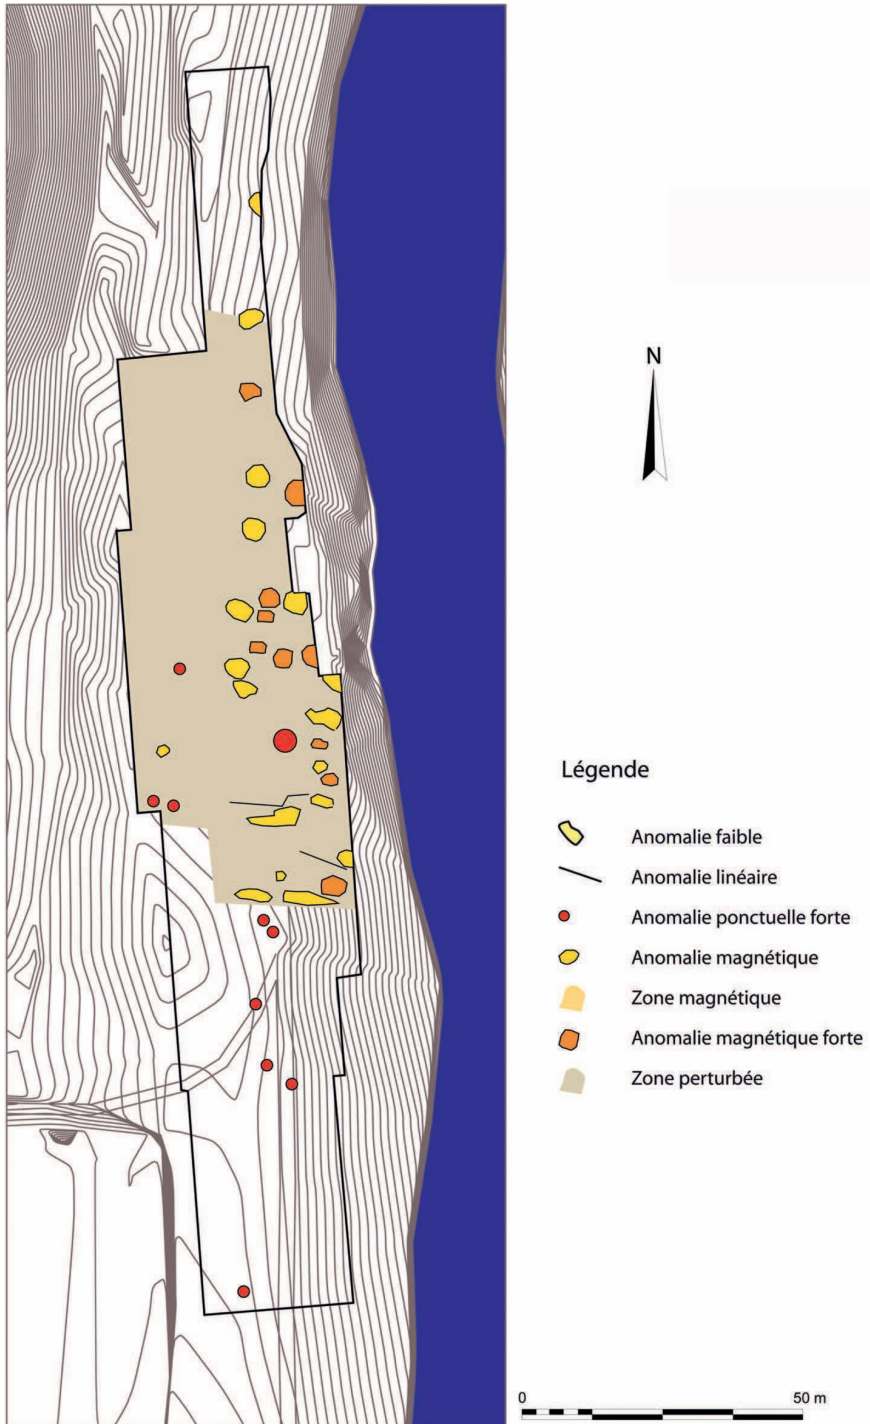 N
Légende
Anomalie faible
Anomalie linéaire
Anomalie ponctuelle forte
Anomalie magnétique
Zone magnétique
Anomalie magnétique forte
Zone perturbée
0 50 m